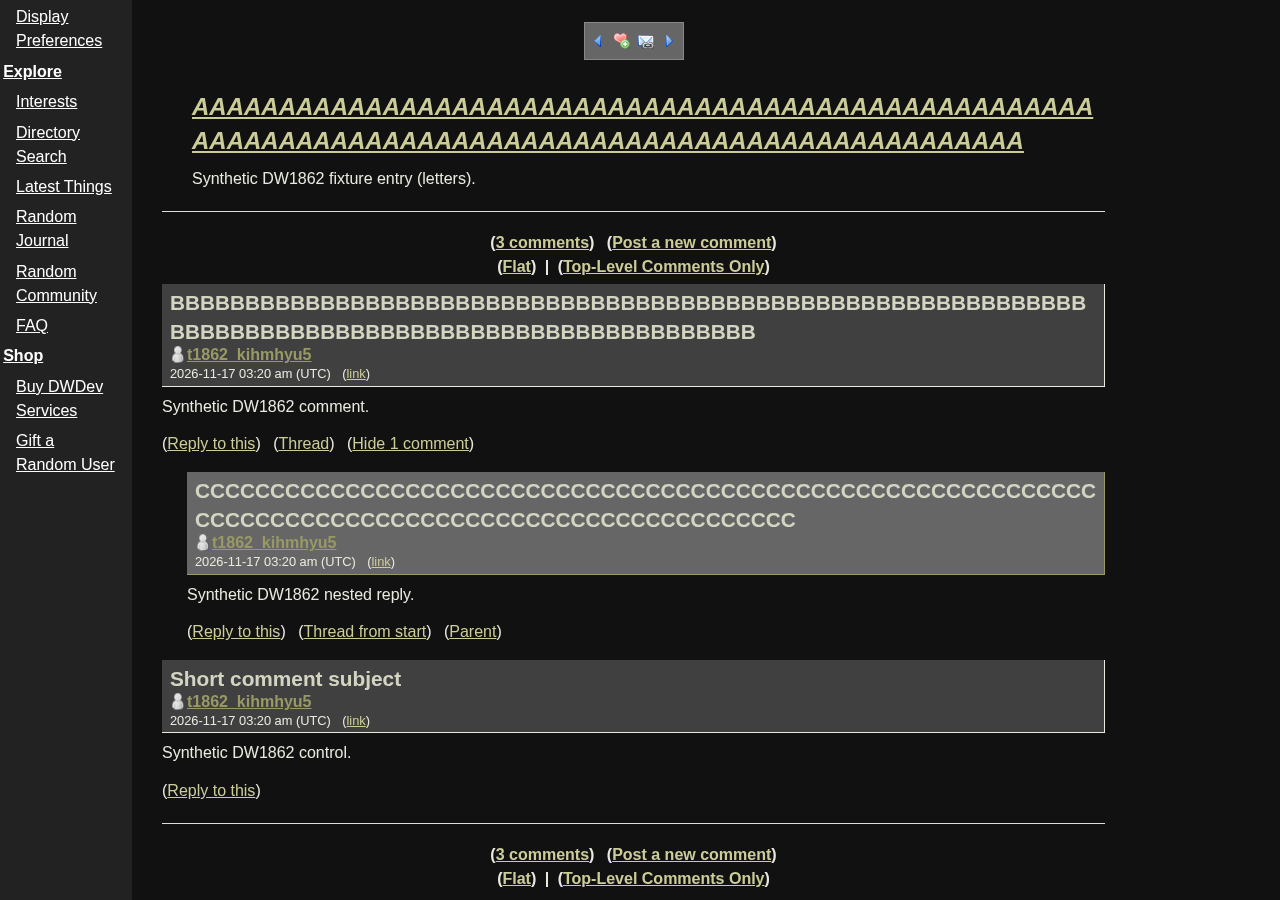 Display
Preferences
Explore
Interests
Directory
Search
Latest Things
Random
Journal
Random
Community
FAQ
Shop
Buy DWDev
Services
Gift a
Random User
AAAAAAAAAAAAAAAAAAAAAAAAAAAAAAAAAAAAAAAAAAAAAAAAAAAA
AAAAAAAAAAAAAAAAAAAAAAAAAAAAAAAAAAAAAAAAAAAAAAAA
Synthetic DW1862 fixture entry (letters).
(3 comments) (Post a new comment)
(Flat) | (Top-Level Comments Only)
BBBBBBBBBBBBBBBBBBBBBBBBBBBBBBBBBBBBBBBBBBBBBBBBBBBBBBBBBBBBB
BBBBBBBBBBBBBBBBBBBBBBBBBBBBBBBBBBBBBBB
t1862_kihmhyu5
2026-11-17 03:20 am (UTC) (link)
Synthetic DW1862 comment.
(Reply to this) (Thread) (Hide 1 comment)
CCCCCCCCCCCCCCCCCCCCCCCCCCCCCCCCCCCCCCCCCCCCCCCCCCCCCCCCCCCC
CCCCCCCCCCCCCCCCCCCCCCCCCCCCCCCCCCCCCCCC
t1862_kihmhyu5
2026-11-17 03:20 am (UTC) (link)
Synthetic DW1862 nested reply.
(Reply to this) (Thread from start) (Parent)
Short comment subject
t1862_kihmhyu5
2026-11-17 03:20 am (UTC) (link)
Synthetic DW1862 control.
(Reply to this)
(3 comments) (Post a new comment)
(Flat) | (Top-Level Comments Only)